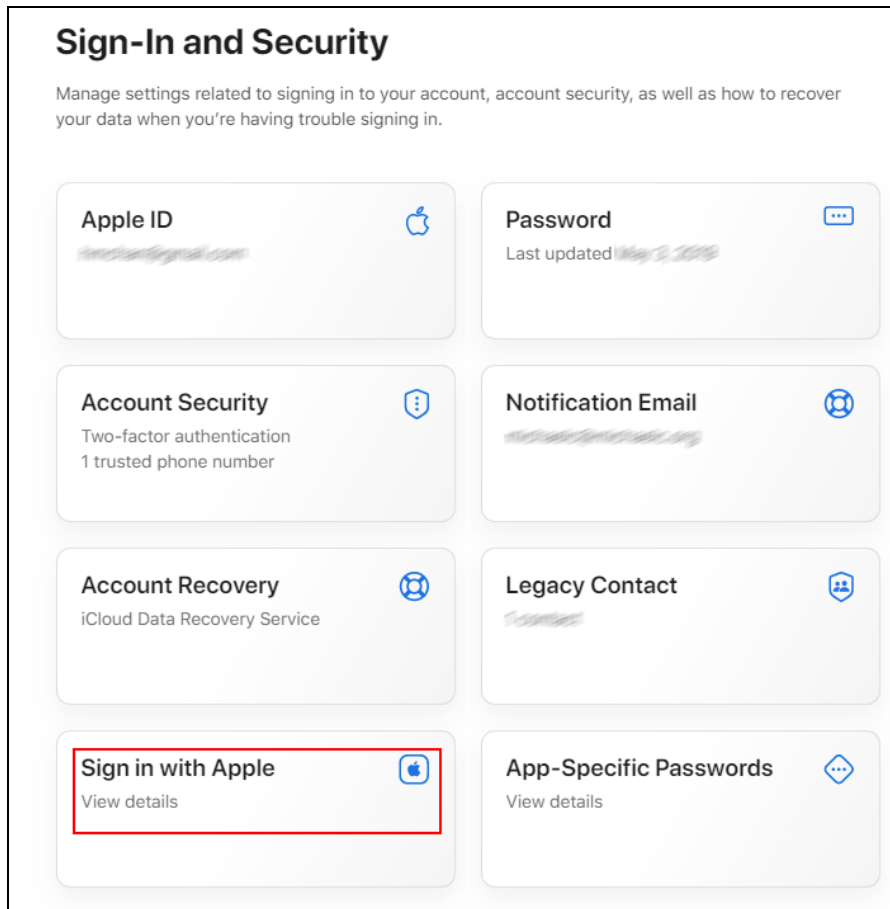 Sign-In and Security
Manage settings related to signing in to your account, account security, as well as how to recover
your data when you’re having trouble signing in.
Apple ID
Password
Last updated
Account Security
Two-factor authentication
1 trusted phone number
Notification Email
Account Recovery
iCloud Data Recovery Service
Legacy Contact
Sign in with Apple
View details
App-Specific Passwords
View details